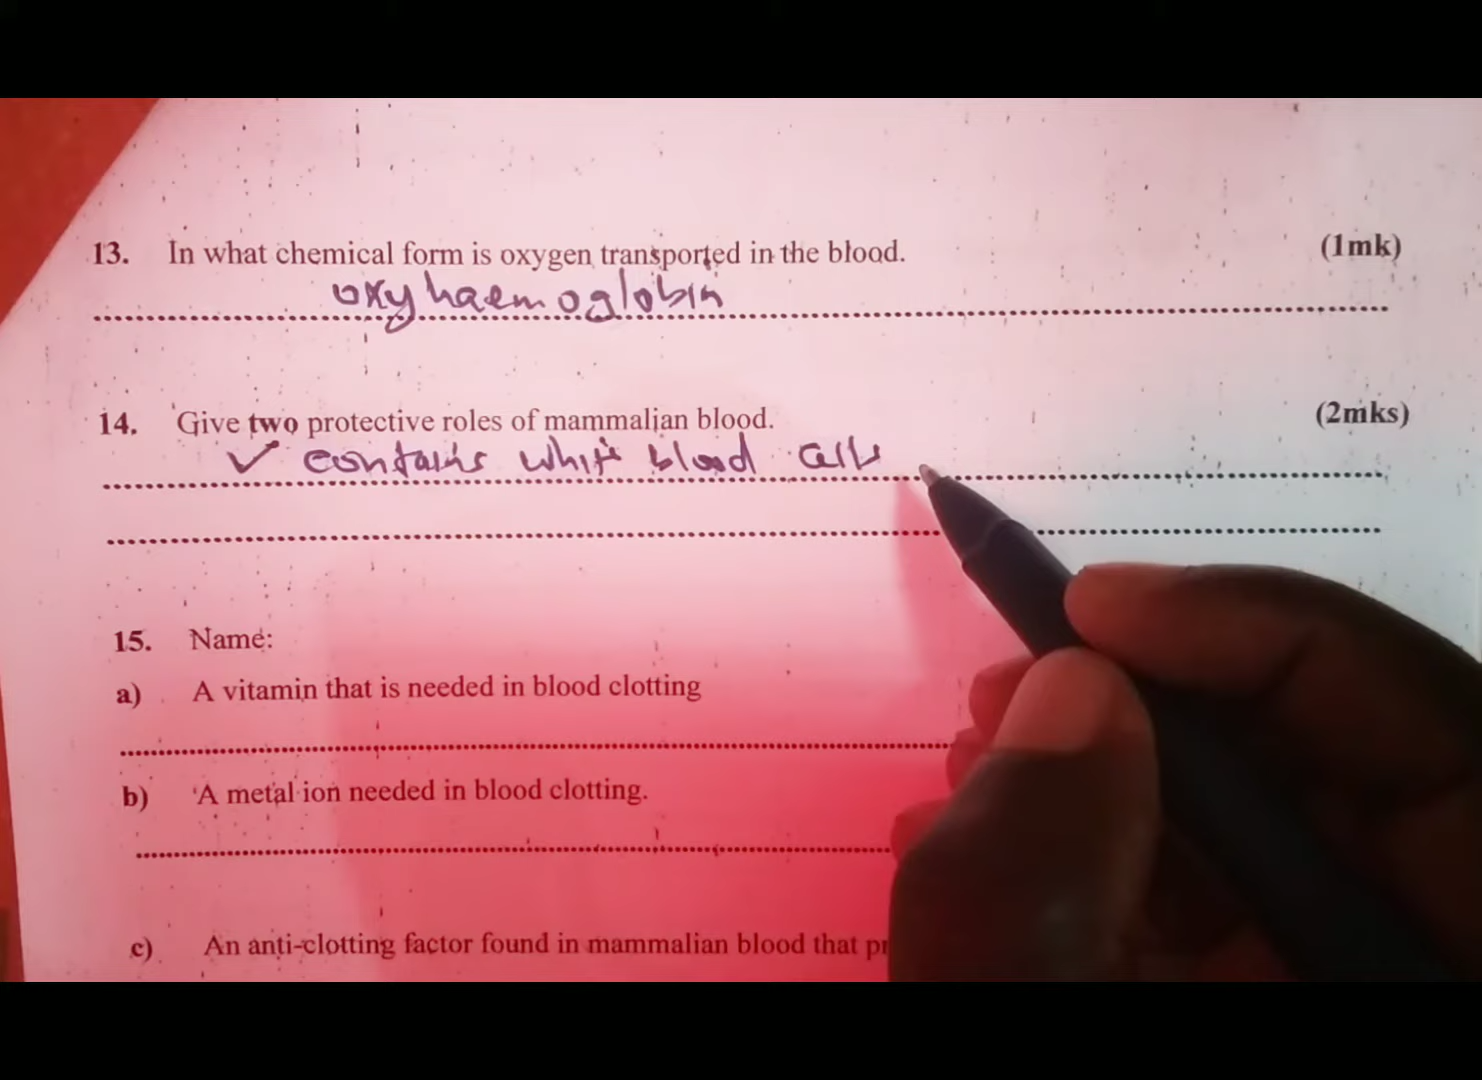 13. In what chemical form is oxygen transported in the blood. (1mk)
oxyhaemoglobin
14. Give two protective roles of mammalian blood. (2mks)
✓ contains white blood cells
15. Name:
a) A vitamin that is needed in blood clotting
b) A metal ion needed in blood clotting.
c) An anti-clotting factor found in mammalian blood that